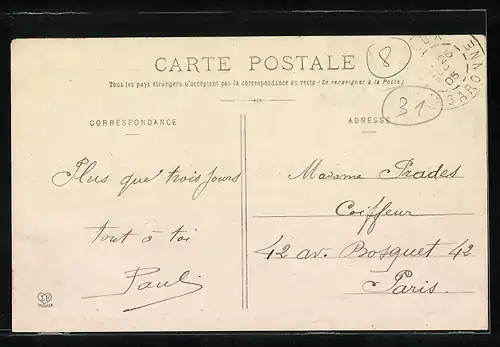 CARTE POSTALE
Tous les pays étrangers n'acceptent pas la correspondance au recto (Se renseigner à la Poste)
CORRESPONDANCE
ADRESSE
8
31
Plus que trois jours
tout à toi
Paul
Madame Prades
Coiffeur
42 av. Bosquet 42
Paris.